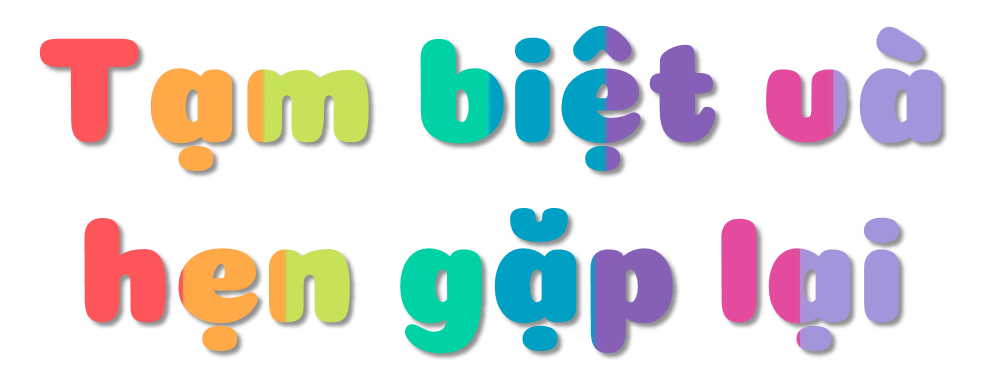 Tạm biệt và
hẹn gặp lại